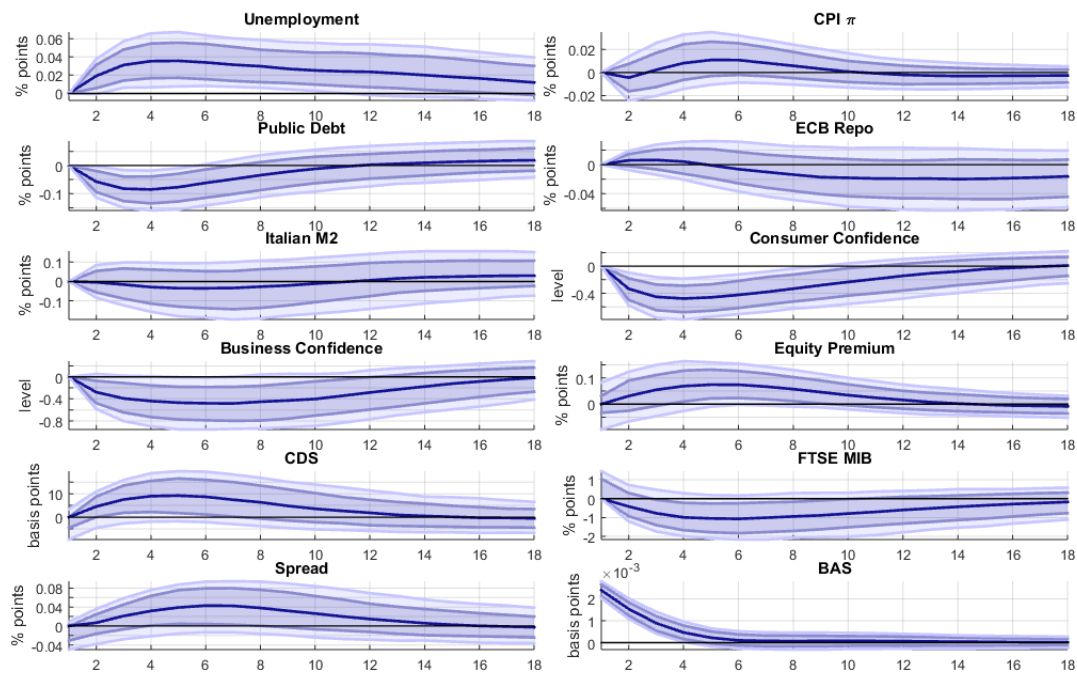 Unemployment
% points
0.06
0.04
0.02
0
2 4 6 8 10 12 14 16 18
CPI π
% points
0.02
0
-0.02
2 4 6 8 10 12 14 16 18
Public Debt
% points
0
-0.1
2 4 6 8 10 12 14 16 18
ECB Repo
% points
0
-0.04
2 4 6 8 10 12 14 16 18
Italian M2
% points
0.1
0
-0.1
2 4 6 8 10 12 14 16 18
Consumer Confidence
level
0
-0.4
2 4 6 8 10 12 14 16 18
Business Confidence
level
0
-0.4
-0.8
2 4 6 8 10 12 14 16 18
Equity Premium
% points
0.1
0
2 4 6 8 10 12 14 16 18
CDS
basis points
10
0
2 4 6 8 10 12 14 16 18
FTSE MIB
% points
1
0
-1
-2
2 4 6 8 10 12 14 16 18
Spread
% points
0.08
0.04
0
-0.04
2 4 6 8 10 12 14 16 18
BAS
×10⁻³
basis points
2
1
0
2 4 6 8 10 12 14 16 18